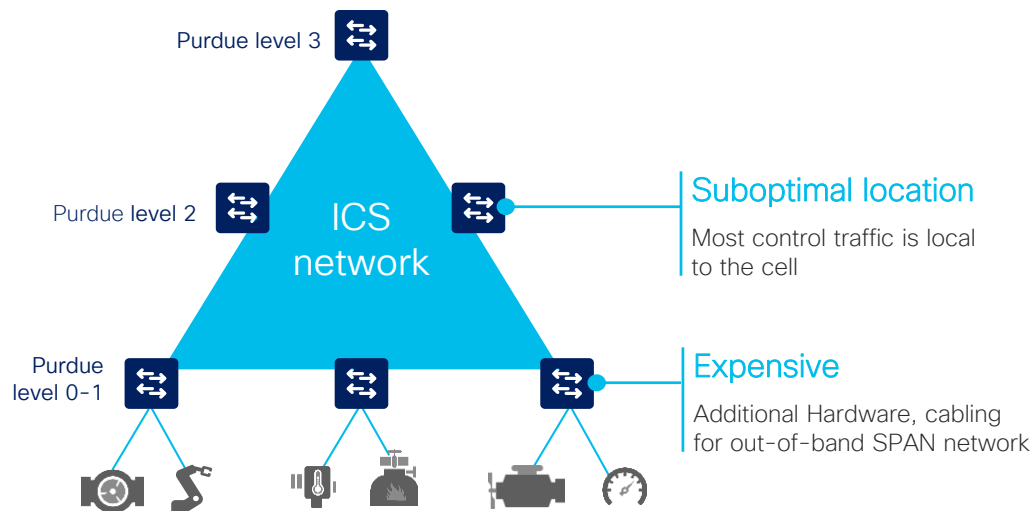 Purdue level 3
Purdue level 2
ICS
network
Suboptimal location
Most control traffic is local
to the cell
Purdue
level 0-1
Expensive
Additional Hardware, cabling
for out-of-band SPAN network